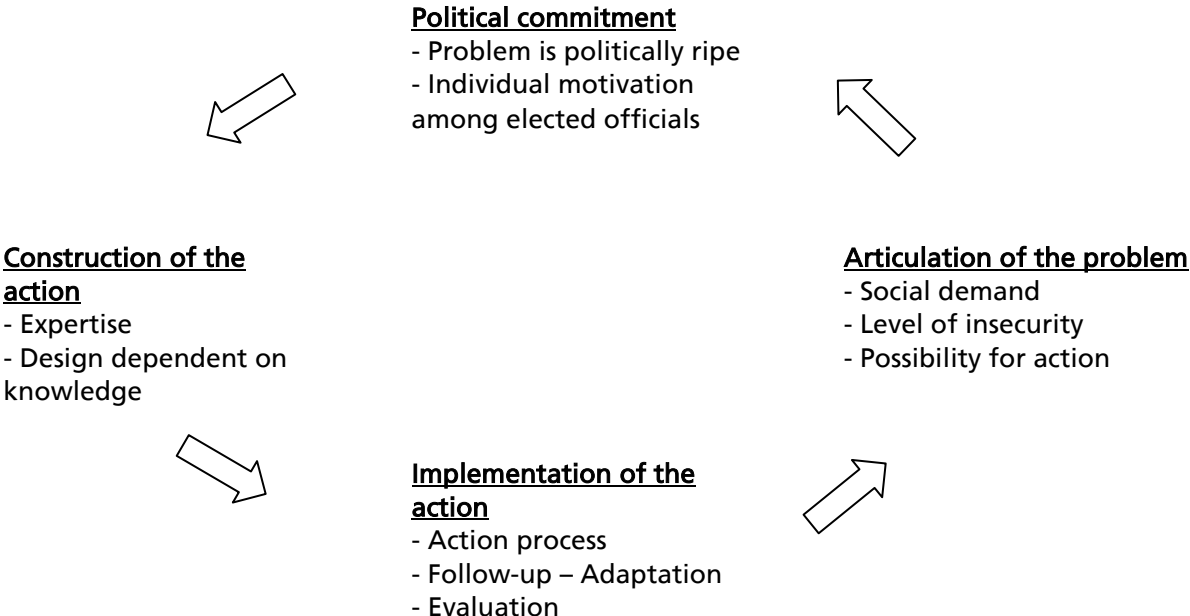 Political commitment
- Problem is politically ripe
- Individual motivation
among elected officials
Construction of the
action
- Expertise
- Design dependent on
knowledge
Articulation of the problem
- Social demand
- Level of insecurity
- Possibility for action
Implementation of the
action
- Action process
- Follow-up – Adaptation
- Evaluation